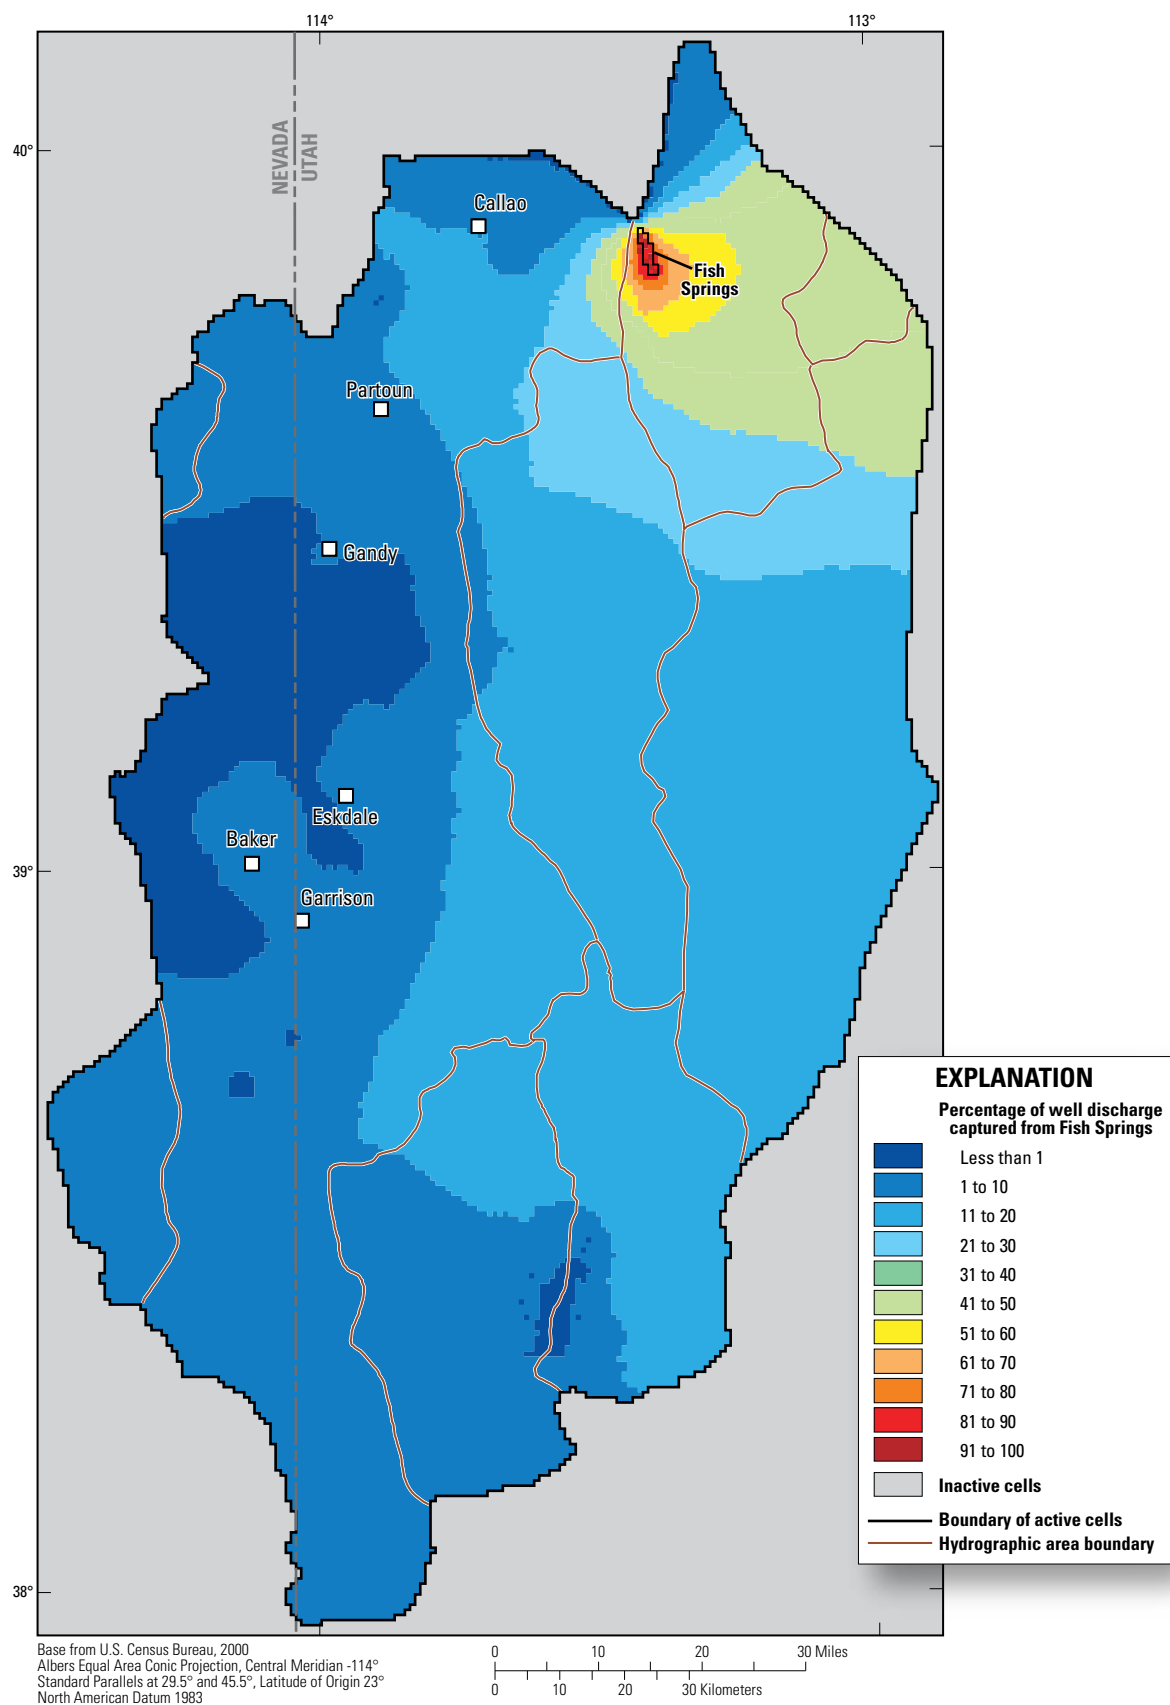 114°
113°
40°
NEVADA
UTAH
Callao
Fish
Springs
Partoun
Gandy
Eskdale
Baker
39°
Garrison
EXPLANATION
Percentage of well discharge
captured from Fish Springs
Less than 1
1 to 10
11 to 20
21 to 30
31 to 40
41 to 50
51 to 60
61 to 70
71 to 80
81 to 90
91 to 100
Inactive cells
Boundary of active cells
Hydrographic area boundary
38°
Base from U.S. Census Bureau, 2000
Albers Equal Area Conic Projection, Central Meridian -114°
Standard Parallels at 29.5° and 45.5°, Latitude of Origin 23°
North American Datum 1983
0 10 20 30 Miles
0 10 20 30 Kilometers